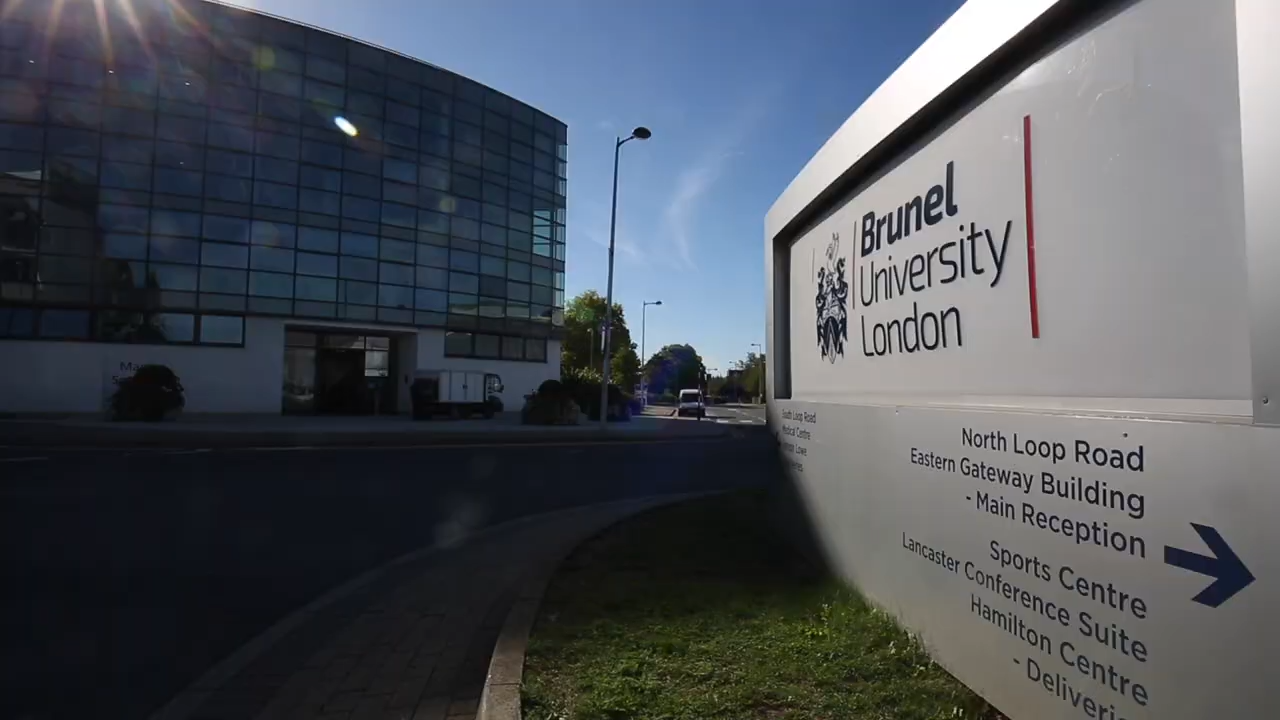 Brunel
University
London
South Loop Road
Medical Centre
North Loop Road
Eastern Gateway Building
- Main Reception
Sports Centre
Lancaster Conference Suite
Hamilton Centre